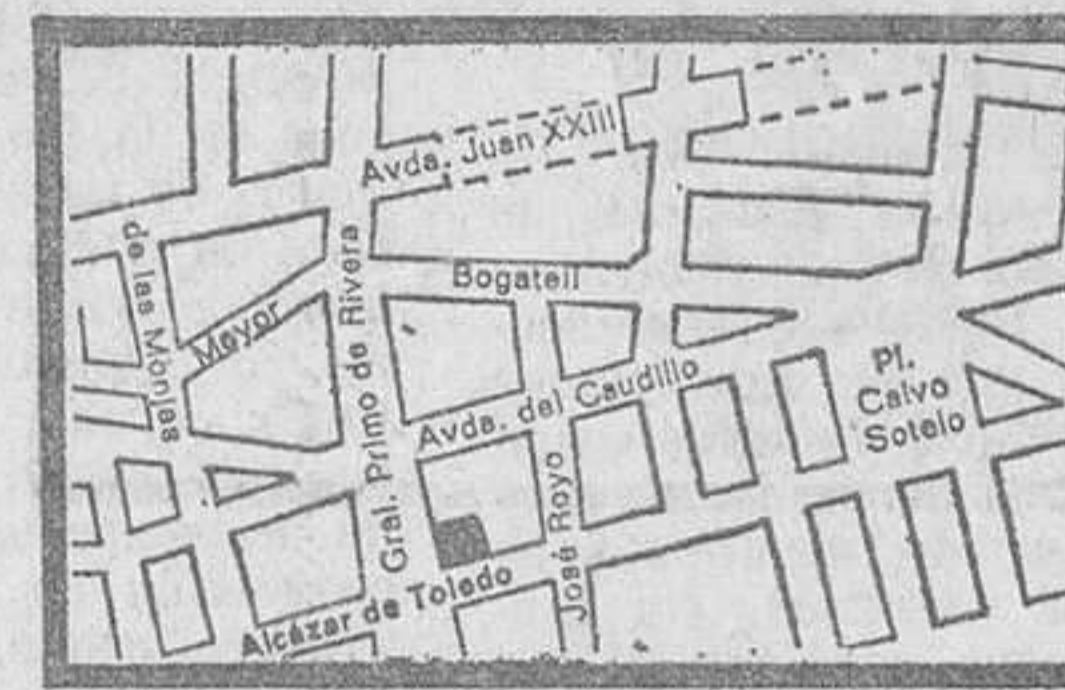 Avda. Juan XXIII
de las Monjas
Mayor
Gral. Primo de Rivera
Bogatell
Avda. del Caudillo
Pl.
Calvo
Sotelo
José Royo
Alcázar de Toledo